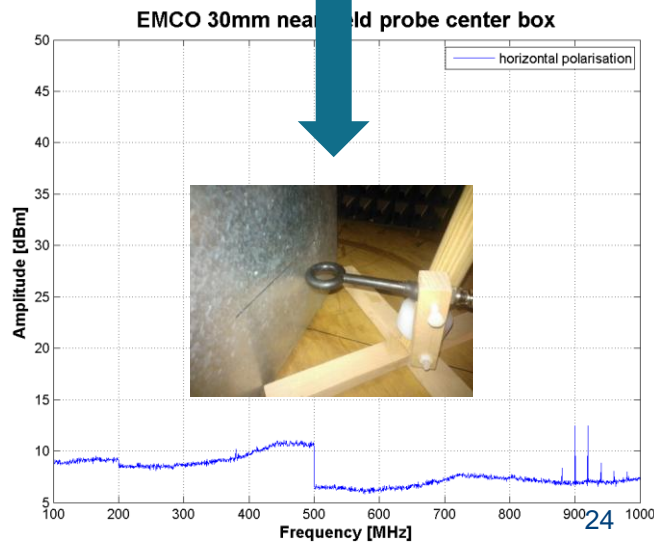 EMCO 30mm near eld probe center box
horizontal polarisation
Amplitude [dBm]
50
45
40
35
30
25
20
15
10
5
100 200 300 400 500 600 700 800 900 1000
Frequency [MHz]
24